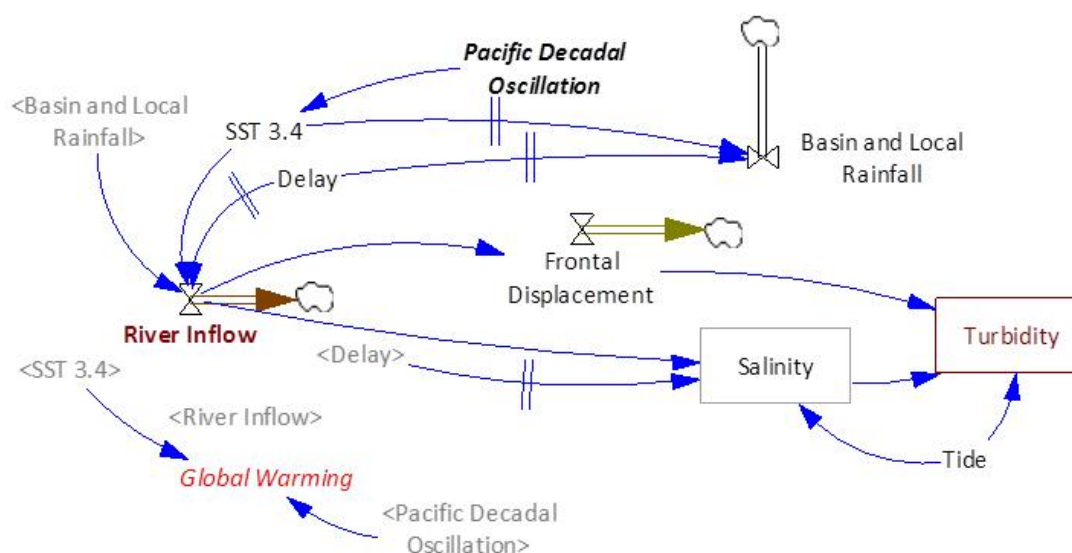 Pacific Decadal
Oscillation
<Basin and Local
Rainfall>
SST 3.4
Basin and Local
Rainfall
Delay
Frontal
Displacement
River Inflow
<Delay>
Salinity
Turbidity
<SST 3.4>
<River Inflow>
Tide
Global Warming
<Pacific Decadal
Oscillation>